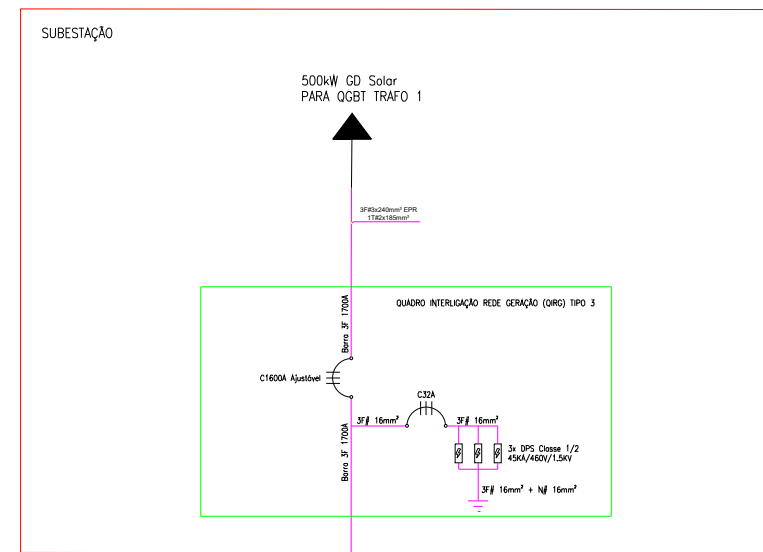 SUBESTAÇÃO
500kW GD Solar
PARA QGBT TRAFO 1
3F#3x240mm² EPR
1T#2x185mm²
QUADRO INTERLIGAÇÃO REDE GERAÇÃO (QIRG) TIPO 3
Barra 3F 1700A
C1600A Ajustável
C32A
3F# 16mm²
3F# 16mm²
Barra 3F 1700A
3x DPS Classe 1/2
45KA/460V/1.5KV
3F# 16mm² + N# 16mm²